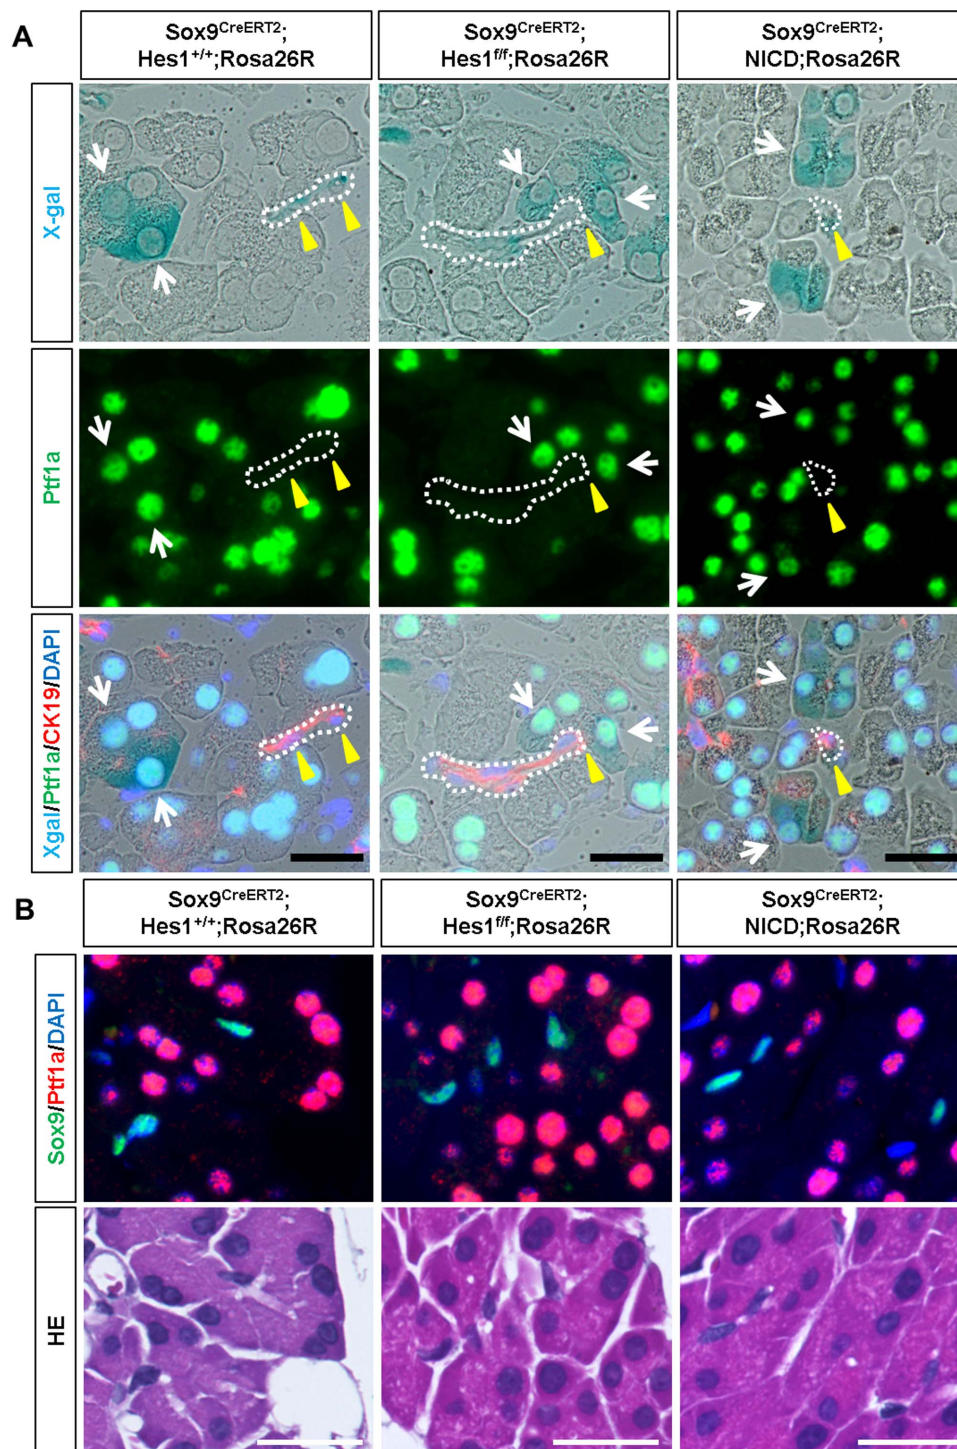 A
Sox9CreERT2;
Hes1+/+;Rosa26R
Sox9CreERT2;
Hes1f/f;Rosa26R
Sox9CreERT2;
NICD;Rosa26R
X-gal
Ptf1a
Xgal/Ptf1a/CK19/DAPI
B
Sox9CreERT2;
Hes1+/+;Rosa26R
Sox9CreERT2;
Hes1f/f;Rosa26R
Sox9CreERT2;
NICD;Rosa26R
Sox9/Ptf1a/DAPI
HE